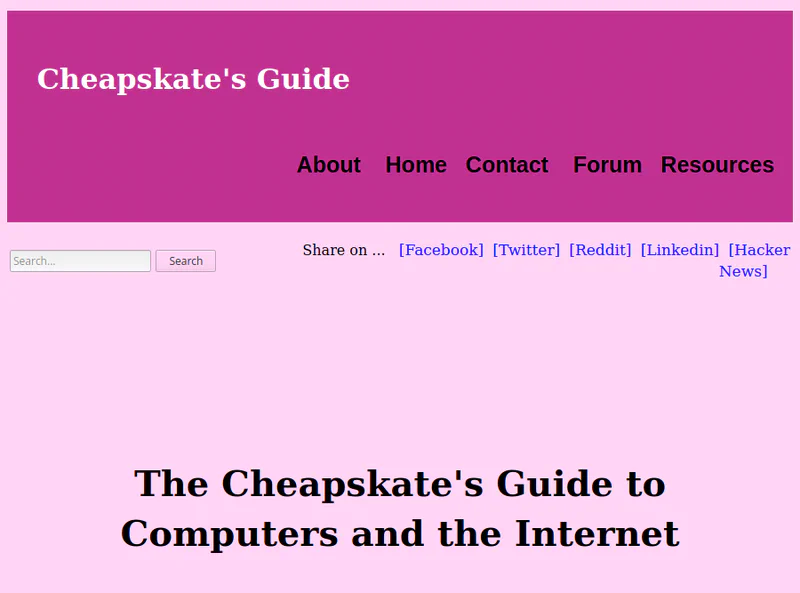 Cheapskate's Guide
About Home Contact Forum Resources
Search... Search
Share on ... [Facebook] [Twitter] [Reddit] [Linkedin] [Hacker
News]
The Cheapskate's Guide to
Computers and the Internet